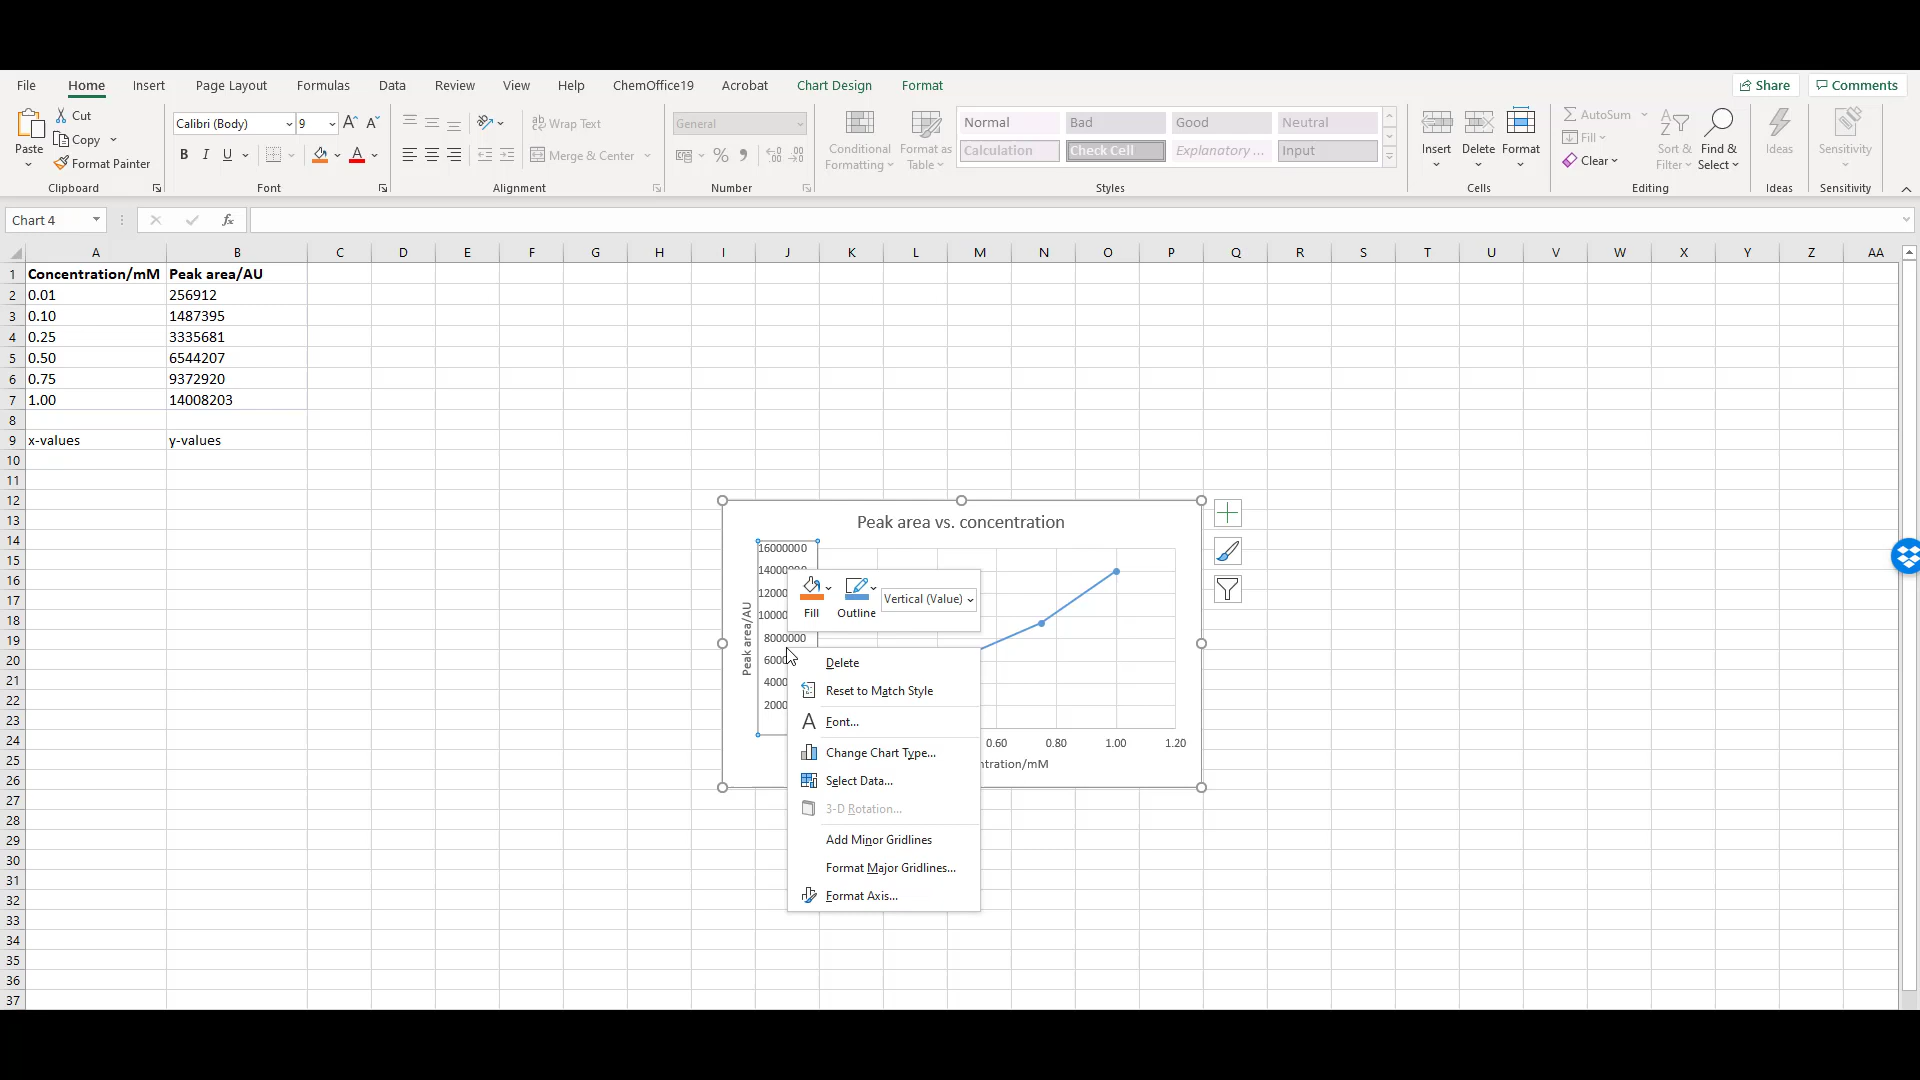 File Home Insert Page Layout Formulas Data Review View Help ChemOffice19 Acrobat Chart Design Format Share Comments
Paste Cut Copy Format Painter
Calibri (Body) 9
B I U A
Wrap Text
Merge & Center
General
% 9
Conditional Formatting
Format as Table
Normal Bad Good Neutral
Calculation Check Cell Explanatory ... Input
Insert Delete Format
AutoSum
Fill
Clear
Sort & Filter
Find & Select
Ideas
Sensitivity
Clipboard Font Alignment Number Styles Cells Editing Ideas Sensitivity
Chart 4 fx
A B C D E F G H I J K L M N O P Q R S T U V W X Y Z AA
1 Concentration/mM Peak area/AU
2 0.01 256912
3 0.10 1487395
4 0.25 3335681
5 0.50 6544207
6 0.75 9372920
7 1.00 14008203
8
9 x-values y-values
10
11
12
13
14
15
16
17
18
19
20
21
22
23
24
25
26
27
28
29
30
31
32
33
34
35
36
37
Peak area vs. concentration
16000000
8000000
Peak area/AU
0.60 0.80 1.00 1.20
Fill Outline Vertical (Value)
Delete
Reset to Match Style
Font...
Change Chart Type...
Select Data...
3-D Rotation...
Add Minor Gridlines
Format Major Gridlines...
Format Axis...